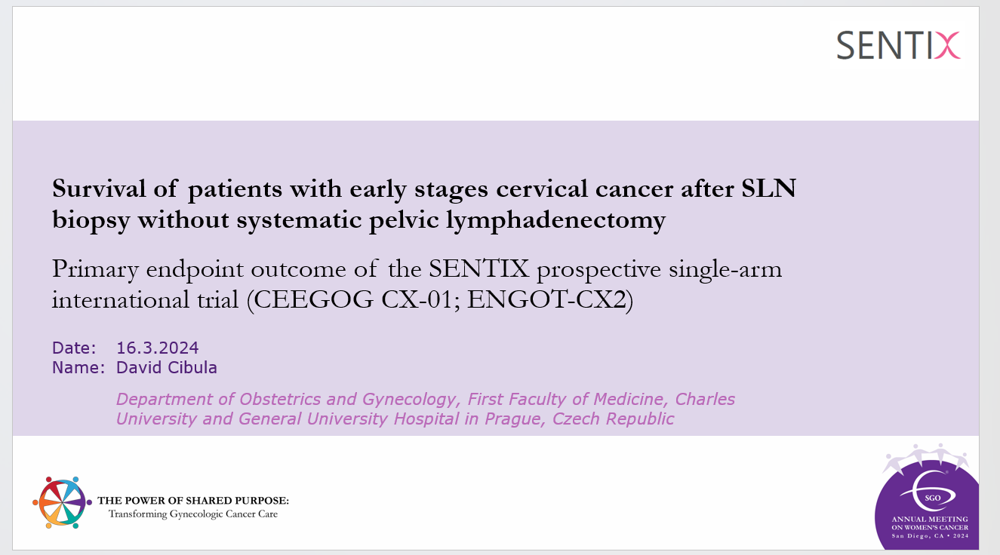 SENTIX
Survival of patients with early stages cervical cancer after SLN
biopsy without systematic pelvic lymphadenectomy
Primary endpoint outcome of the SENTIX prospective single-arm
international trial (CEEGOG CX-01; ENGOT-CX2)
Date: 16.3.2024
Name: David Cibula
Department of Obstetrics and Gynecology, First Faculty of Medicine, Charles
University and General University Hospital in Prague, Czech Republic
THE POWER OF SHARED PURPOSE:
Transforming Gynecologic Cancer Care
SGO
ANNUAL MEETING
ON WOMEN'S CANCER
San Diego, CA • 2024